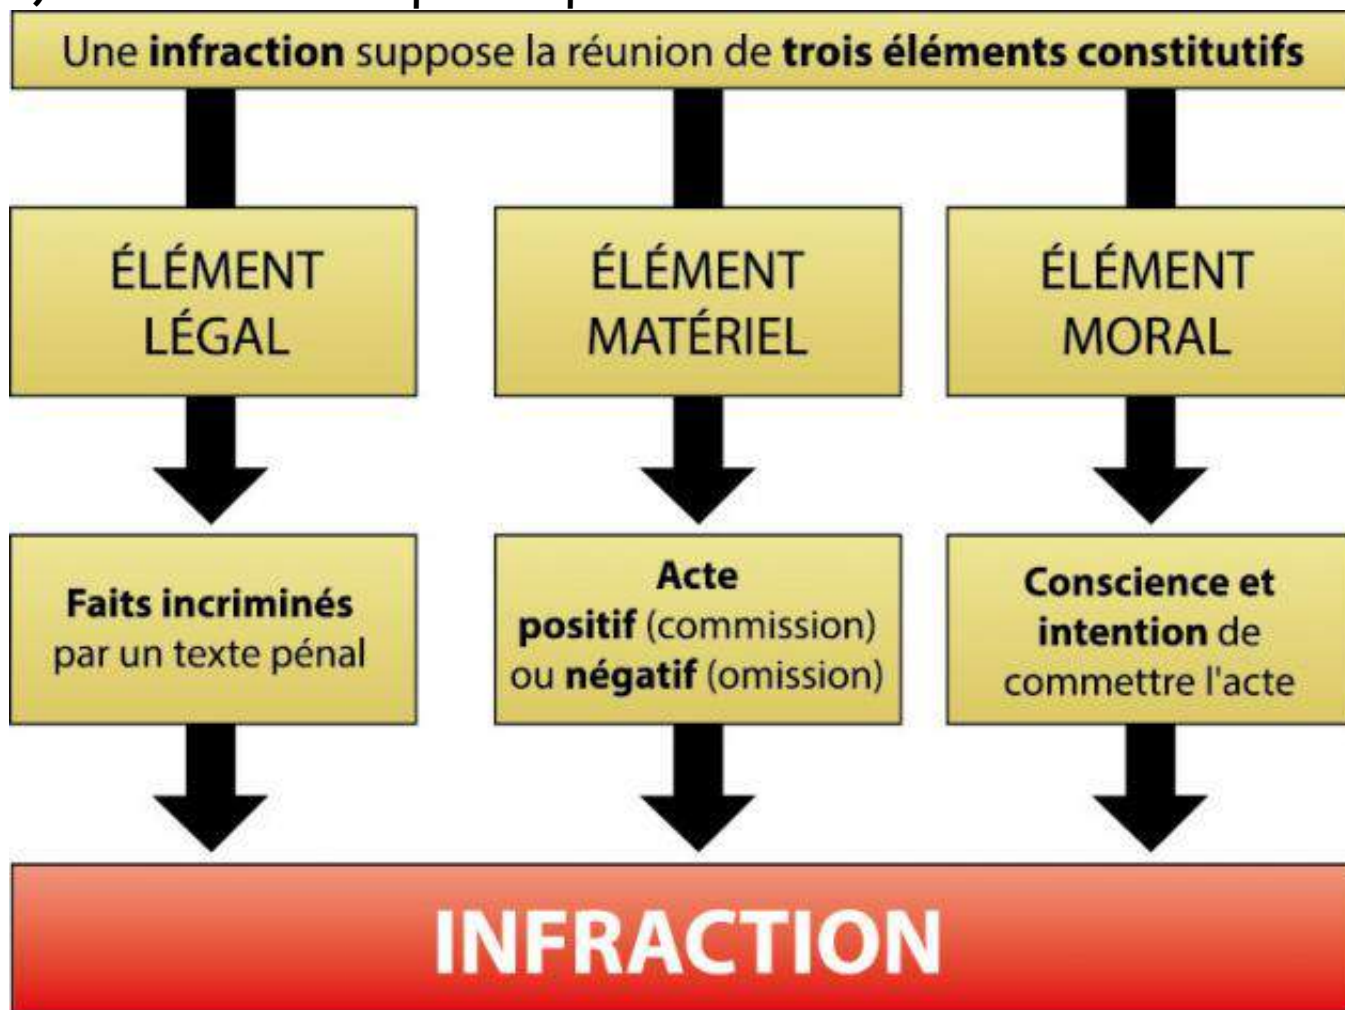 Une infraction suppose la réunion de trois éléments constitutifs
ÉLÉMENT
LÉGAL
ÉLÉMENT
MATÉRIEL
ÉLÉMENT
MORAL
Faits incriminés
par un texte pénal
Acte
positif (commission)
ou négatif (omission)
Conscience et
intention de
commettre l'acte
INFRACTION